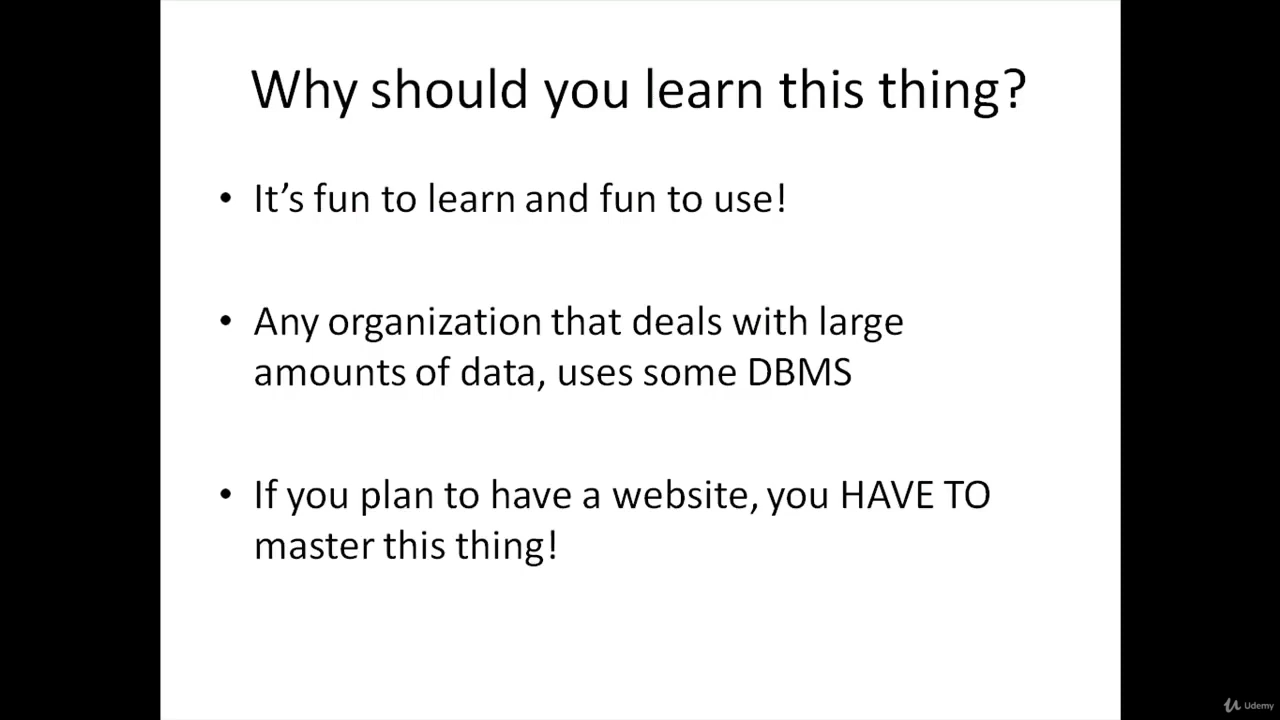 Why should you learn this thing?
• It’s fun to learn and fun to use!
• Any organization that deals with large
amounts of data, uses some DBMS
• If you plan to have a website, you HAVE TO
master this thing!
Udemy